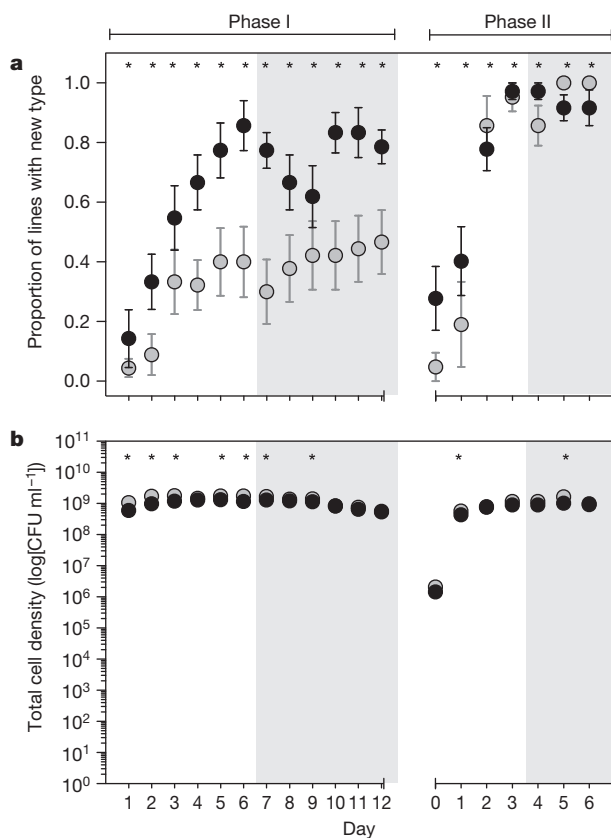 Phase I
Phase II
a
* * * * * * * * * * * *
* * * * * * *
1.0
0.8
0.6
0.4
0.2
0.0
Proportion of lines with new type
b
* * * * * * *
* *
10¹¹
10¹⁰
10⁹
10⁸
10⁷
10⁶
10⁵
10⁴
10³
10²
10¹
10⁰
Total cell density (log[CFU ml⁻¹])
1 2 3 4 5 6 7 8 9 10 11 12
0 1 2 3 4 5 6
Day